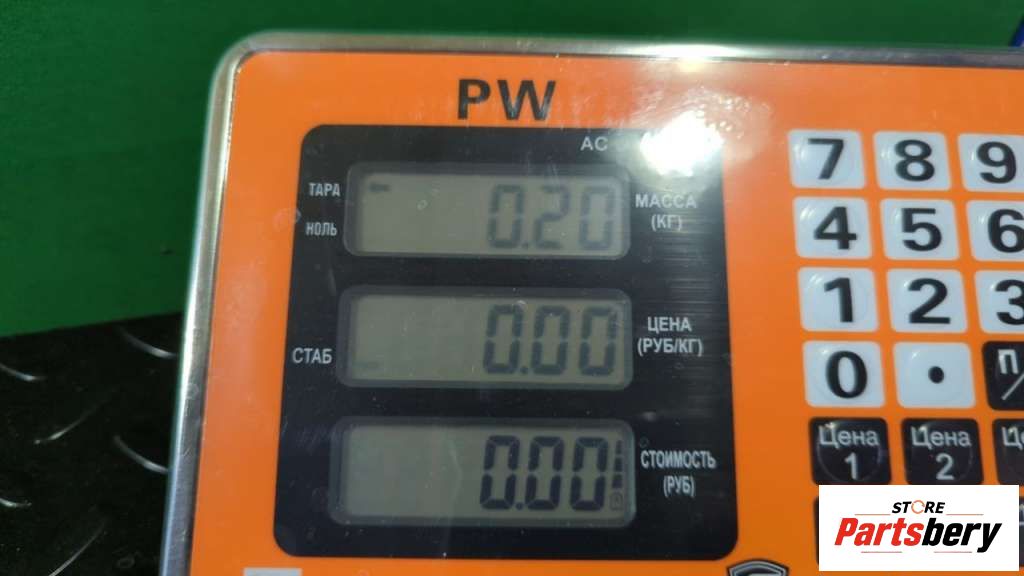 PW
AC
ТАРА
НОЛЬ
0.20
МАССА
(КГ)
СТАБ
0.00
ЦЕНА
(РУБ/КГ)
0.00
СТОИМОСТЬ
(РУБ)
7 8 9
4 5 6
1 2 3
0 . П/
Цена 1
Цена 2
STORE
Partsbery